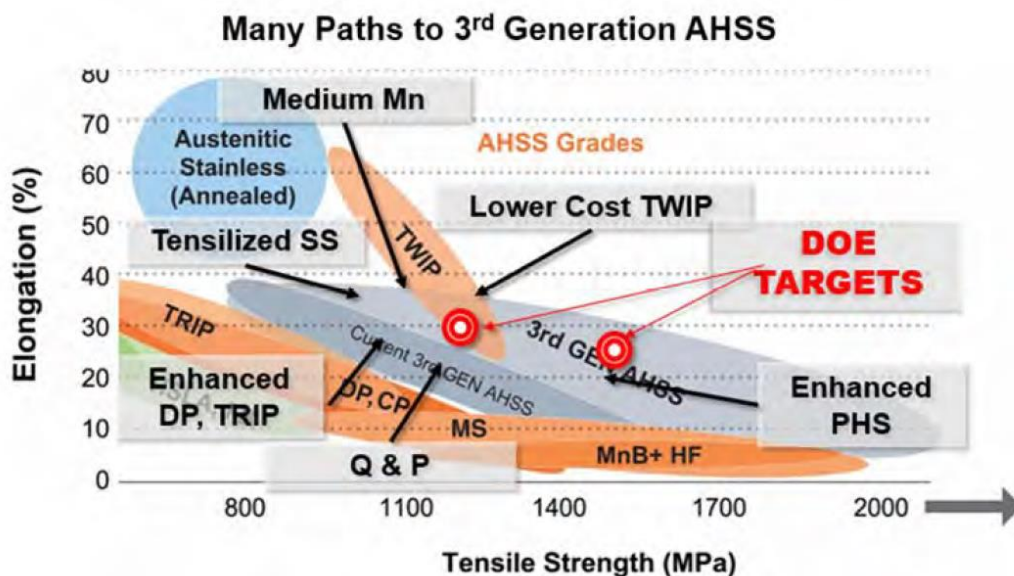 Many Paths to 3rd Generation AHSS
80
70
60
50
40
30
20
10
0
Elongation (%)
Medium Mn
Austenitic
Stainless
(Annealed)
AHSS Grades
Lower Cost TWIP
Tensilized SS
TWIP
DOE
TARGETS
TRIP
Current 3rd GEN AHSS
3rd GEN AHSS
Enhanced
DP, TRIP
HSLA,
DP, CP
Enhanced
PHS
MS
Q & P
MnB+ HF
800
1100
1400
1700
2000
Tensile Strength (MPa)